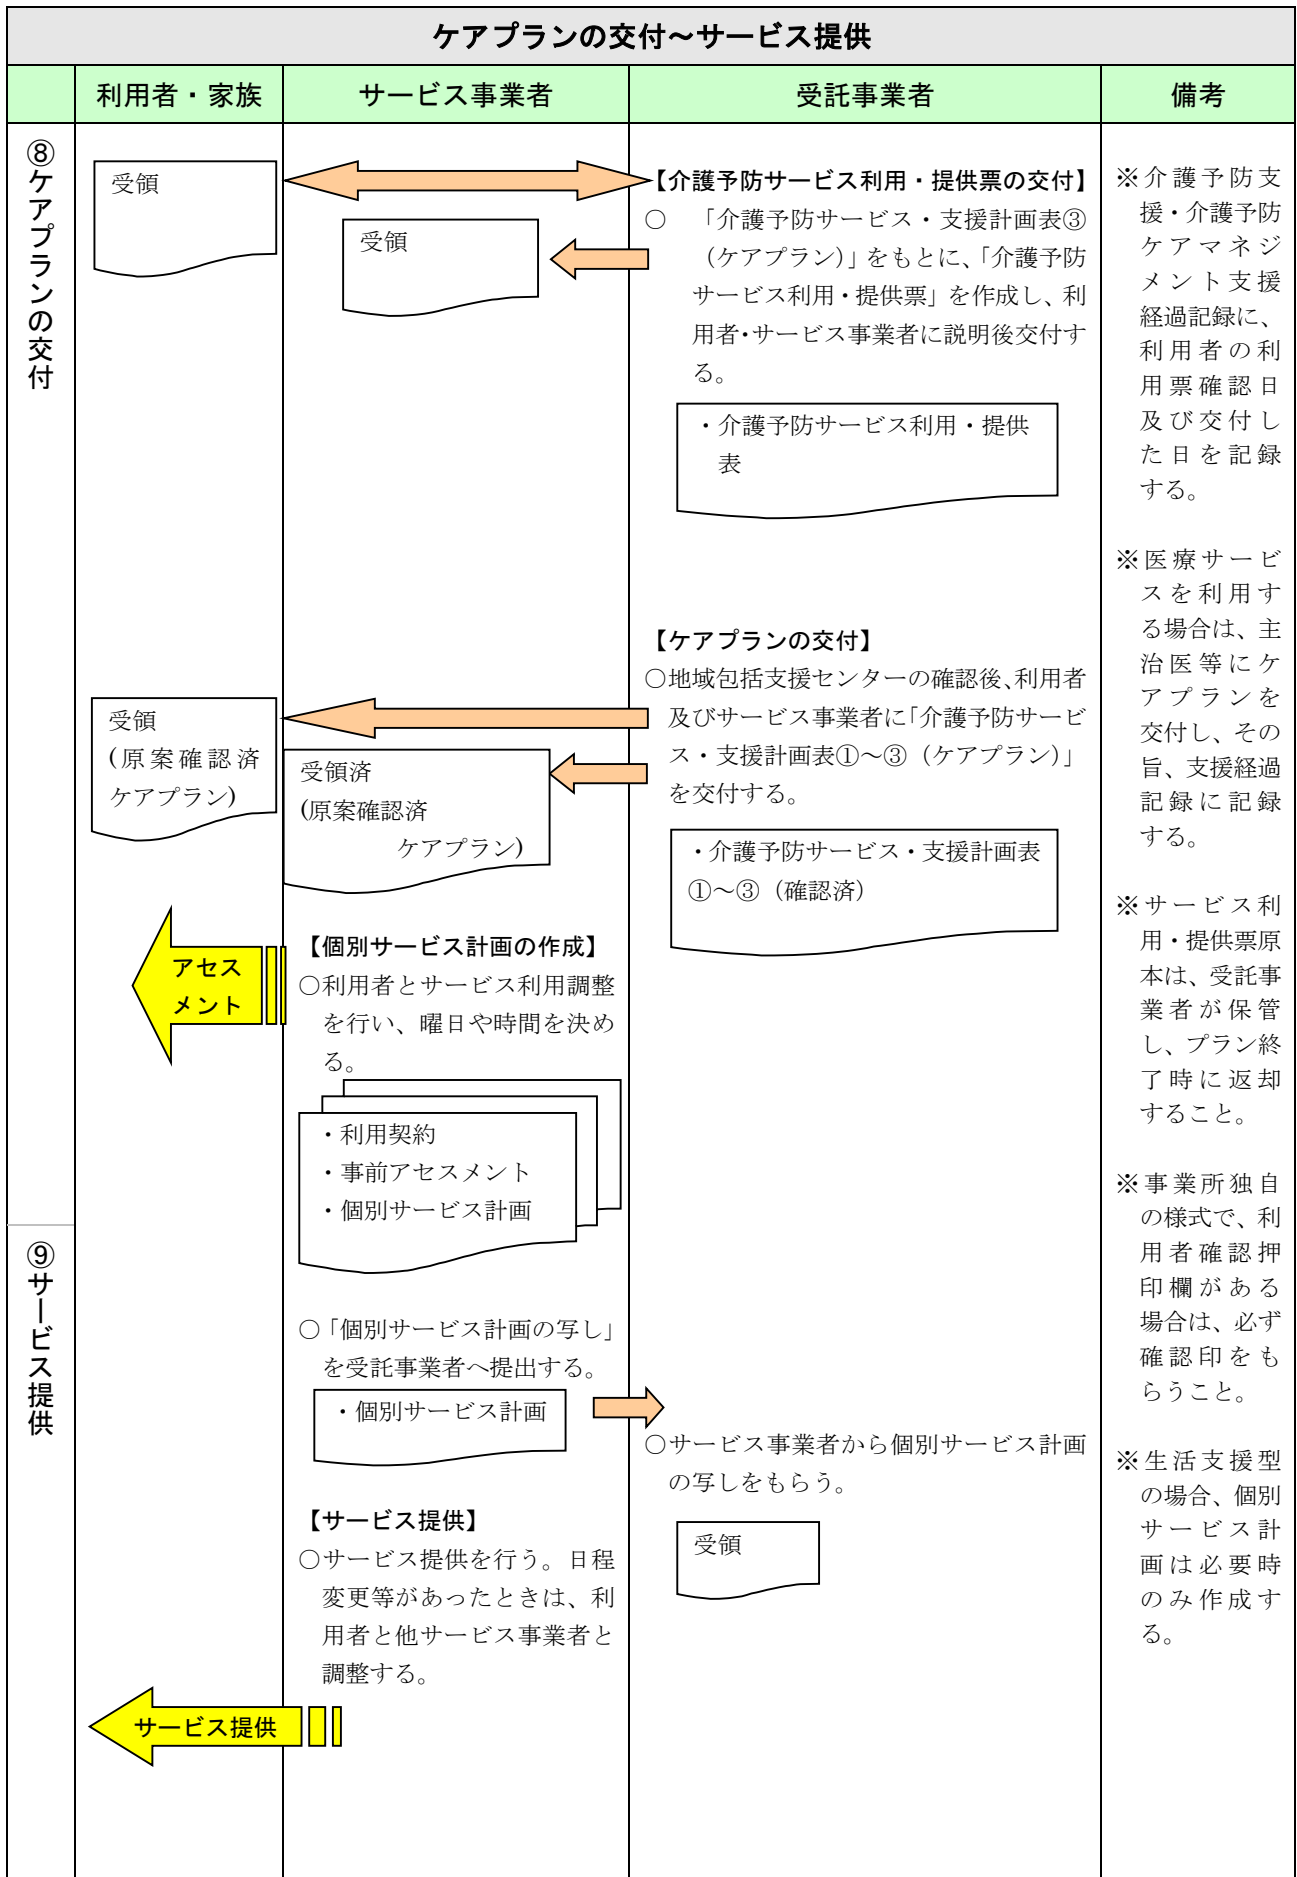 ケアプランの交付～サービス提供
利用者・家族
サービス事業者
受託事業者
備考
⑧ケアプランの交付
受領
受領
【介護予防サービス利用・提供票の交付】
○　「介護予防サービス・支援計画表③
（ケアプラン）」をもとに、「介護予防
サービス利用・提供票」を作成し、利
用者・サービス事業者に説明後交付す
る。
・介護予防サービス利用・提供
表
【ケアプランの交付】
○地域包括支援センターの確認後、利用者
及びサービス事業者に「介護予防サービ
ス・支援計画表①～③（ケアプラン）」
を交付する。
・介護予防サービス・支援計画表
①～③（確認済）
受領
(原案確認済
ケアプラン)
受領済
(原案確認済
ケアプラン)
アセス
メント
【個別サービス計画の作成】
○利用者とサービス利用調整
を行い、曜日や時間を決め
る。
・利用契約
・事前アセスメント
・個別サービス計画
⑨サービス提供
○「個別サービス計画の写し」
を受託事業者へ提出する。
・個別サービス計画
○サービス事業者から個別サービス計画
の写しをもらう。
受領
【サービス提供】
○サービス提供を行う。日程
変更等があったときは、利
用者と他サービス事業者と
調整する。
サービス提供
※介護予防支
援・介護予防
ケアマネジ
メント支援
経過記録に、
利用者の利
用票確認日
及び交付し
た日を記録
する。
※医療サービ
スを利用す
る場合は、主
治医等にケ
アプランを
交付し、その
旨、支援経過
記録に記録
する。
※サービス利
用・提供票原
本は、受託事
業者が保管
し、プラン終
了時に返却
すること。
※事業所独自
の様式で、利
用者確認押
印欄がある
場合は、必ず
確認印をも
らうこと。
※生活支援型
の場合、個別
サービス計
画は必要時
のみ作成す
る。